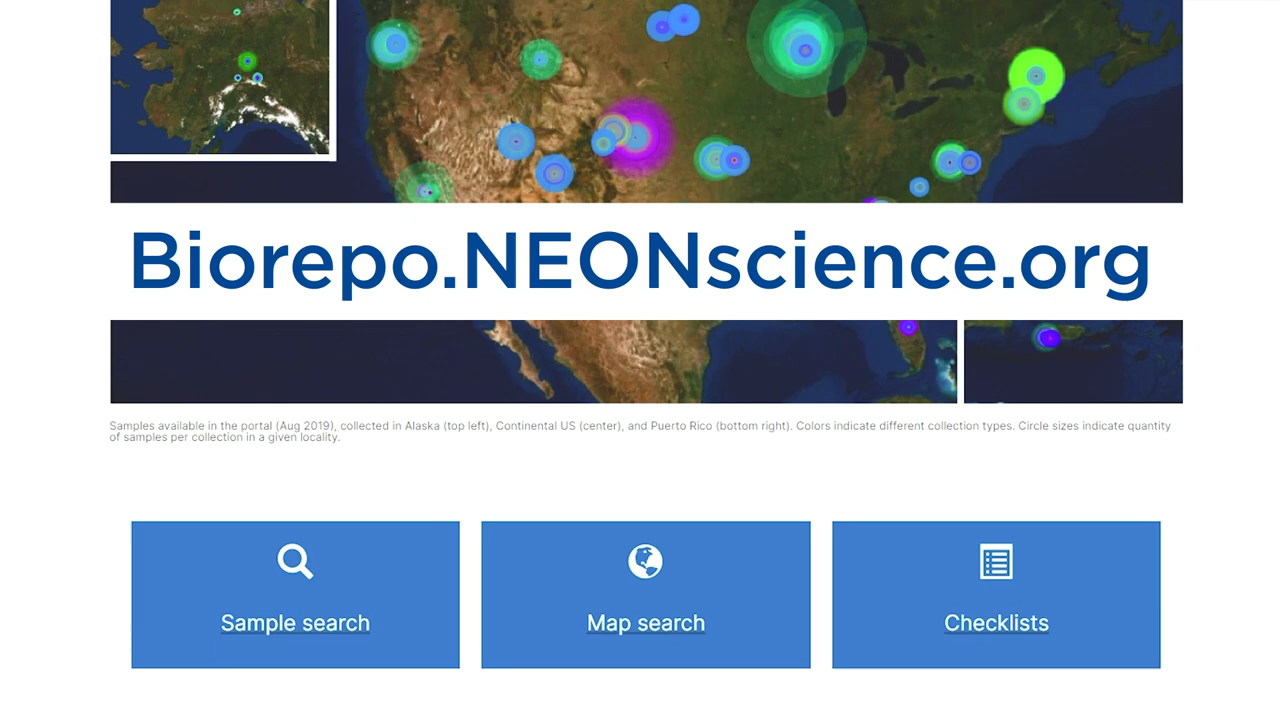 Biorepo.NEONscience.org
Samples available in the portal (Aug 2019), collected in Alaska (top left), Continental US (center), and Puerto Rico (bottom right). Colors indicate different collection types. Circle sizes indicate quantity
of samples per collection in a given locality.
Sample search
Map search
Checklists